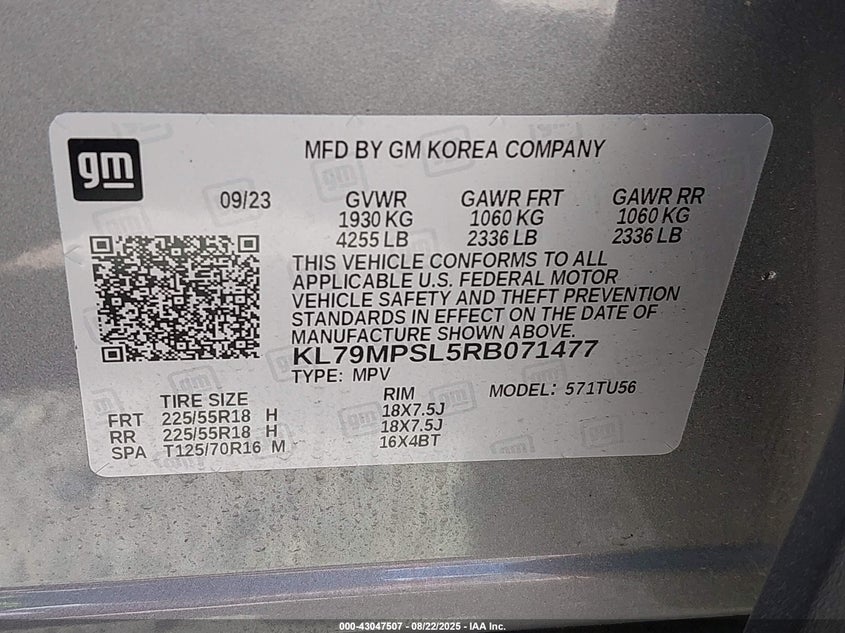 gm
MFD BY GM KOREA COMPANY
09/23
GVWR GAWR FRT GAWR RR
1930 KG 1060 KG 1060 KG
4255 LB 2336 LB 2336 LB
THIS VEHICLE CONFORMS TO ALL
APPLICABLE U.S. FEDERAL MOTOR
VEHICLE SAFETY AND THEFT PREVENTION
STANDARDS IN EFFECT ON THE DATE OF
MANUFACTURE SHOWN ABOVE.
KL79MPSL5RB071477
TYPE: MPV
TIRE SIZE RIM MODEL: 571TU56
FRT 225/55R18 H 18X7.5J
RR 225/55R18 H 18X7.5J
SPA T125/70R16 M 16X4BT
000-43047507 - 08/22/2025 - IAA Inc.